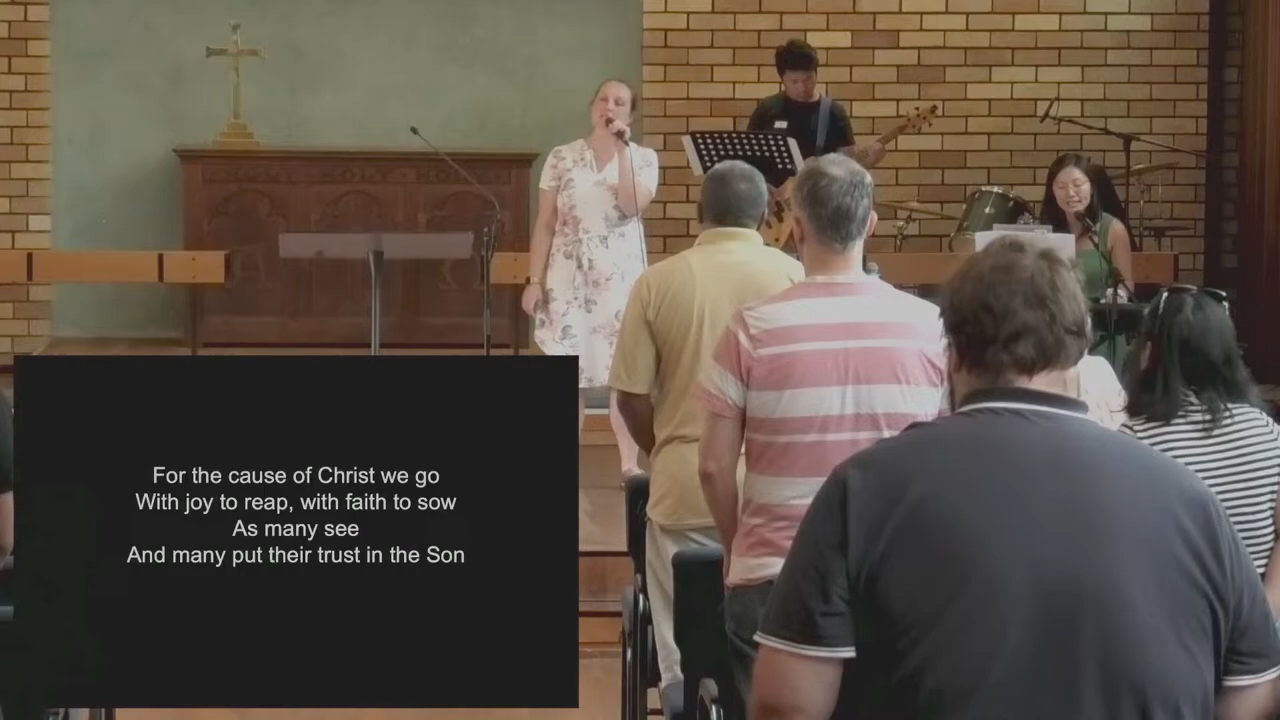 For the cause of Christ we go
With joy to reap, with faith to sow
As many see
And many put their trust in the Son